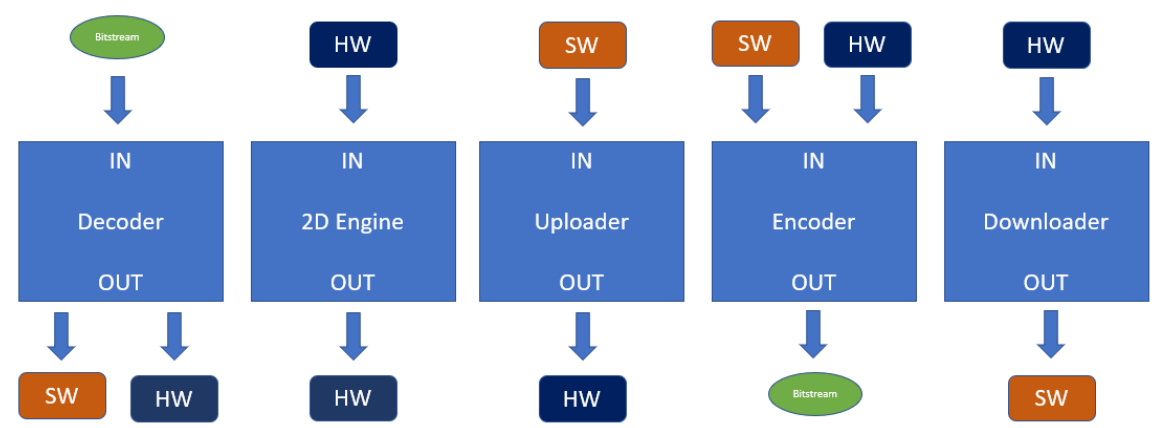 Bitstream
HW
SW
SW
HW
HW
IN
IN
IN
IN
IN
Decoder
2D Engine
Uploader
Encoder
Downloader
OUT
OUT
OUT
OUT
OUT
SW
HW
HW
HW
Bitstream
SW